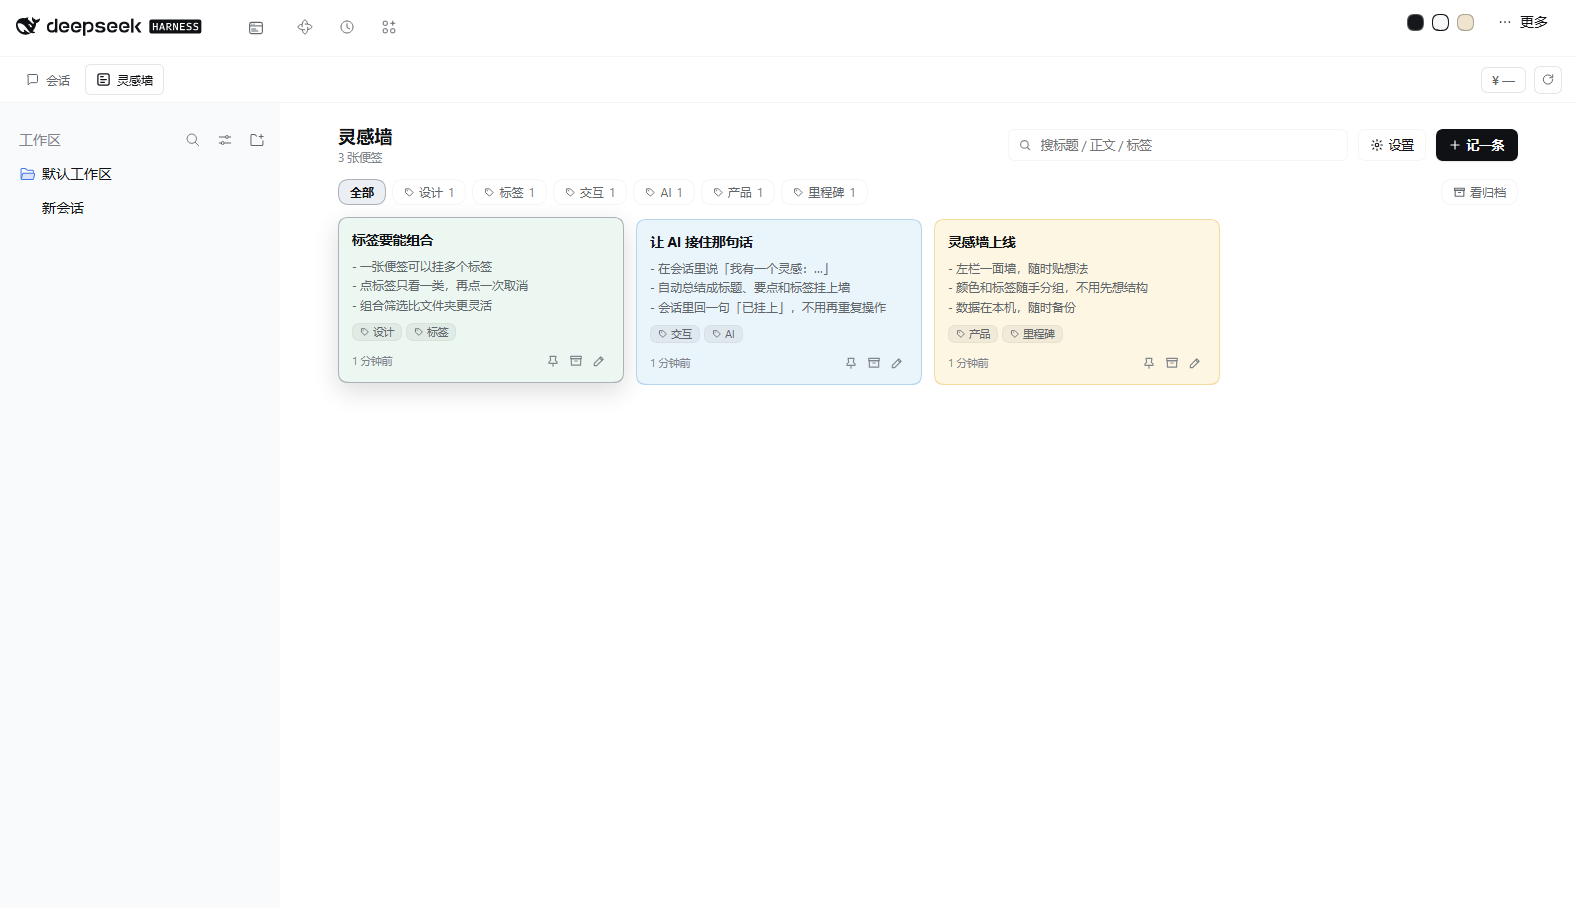 deepseek HARNESS
更多
会话
灵感墙
¥ —
工作区
默认工作区
新会话
灵感墙
3 张便签
搜标题 / 正文 / 标签
设置
+ 记一条
全部
设计 1
标签 1
交互 1
AI 1
产品 1
里程碑 1
看归档
标签要能组合
- 一张便签可以挂多个标签
- 点标签只看一类，再点一次取消
- 组合筛选比文件夹更灵活
设计
标签
1 分钟前
让 AI 接住那句话
- 在会话里说「我有一个灵感：...」
- 自动总结成标题、要点和标签挂上墙
- 会话里回一句「已挂上」，不用再重复操作
交互
AI
1 分钟前
灵感墙上线
- 左栏一面墙，随时贴想法
- 颜色和标签随手分组，不用先想结构
- 数据在本机，随时备份
产品
里程碑
1 分钟前